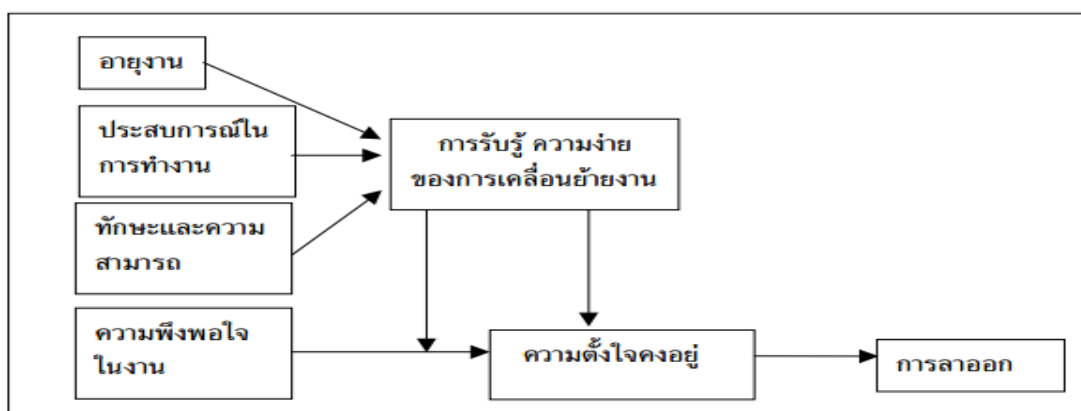 อายุงาน
ประสบการณ์ใน
การทำงาน
การรับรู้ ความง่าย
ของการเคลื่อนย้ายงาน
ทักษะและความ
สามารถ
ความพึงพอใจ
ในงาน
ความตั้งใจคงอยู่
การลาออก